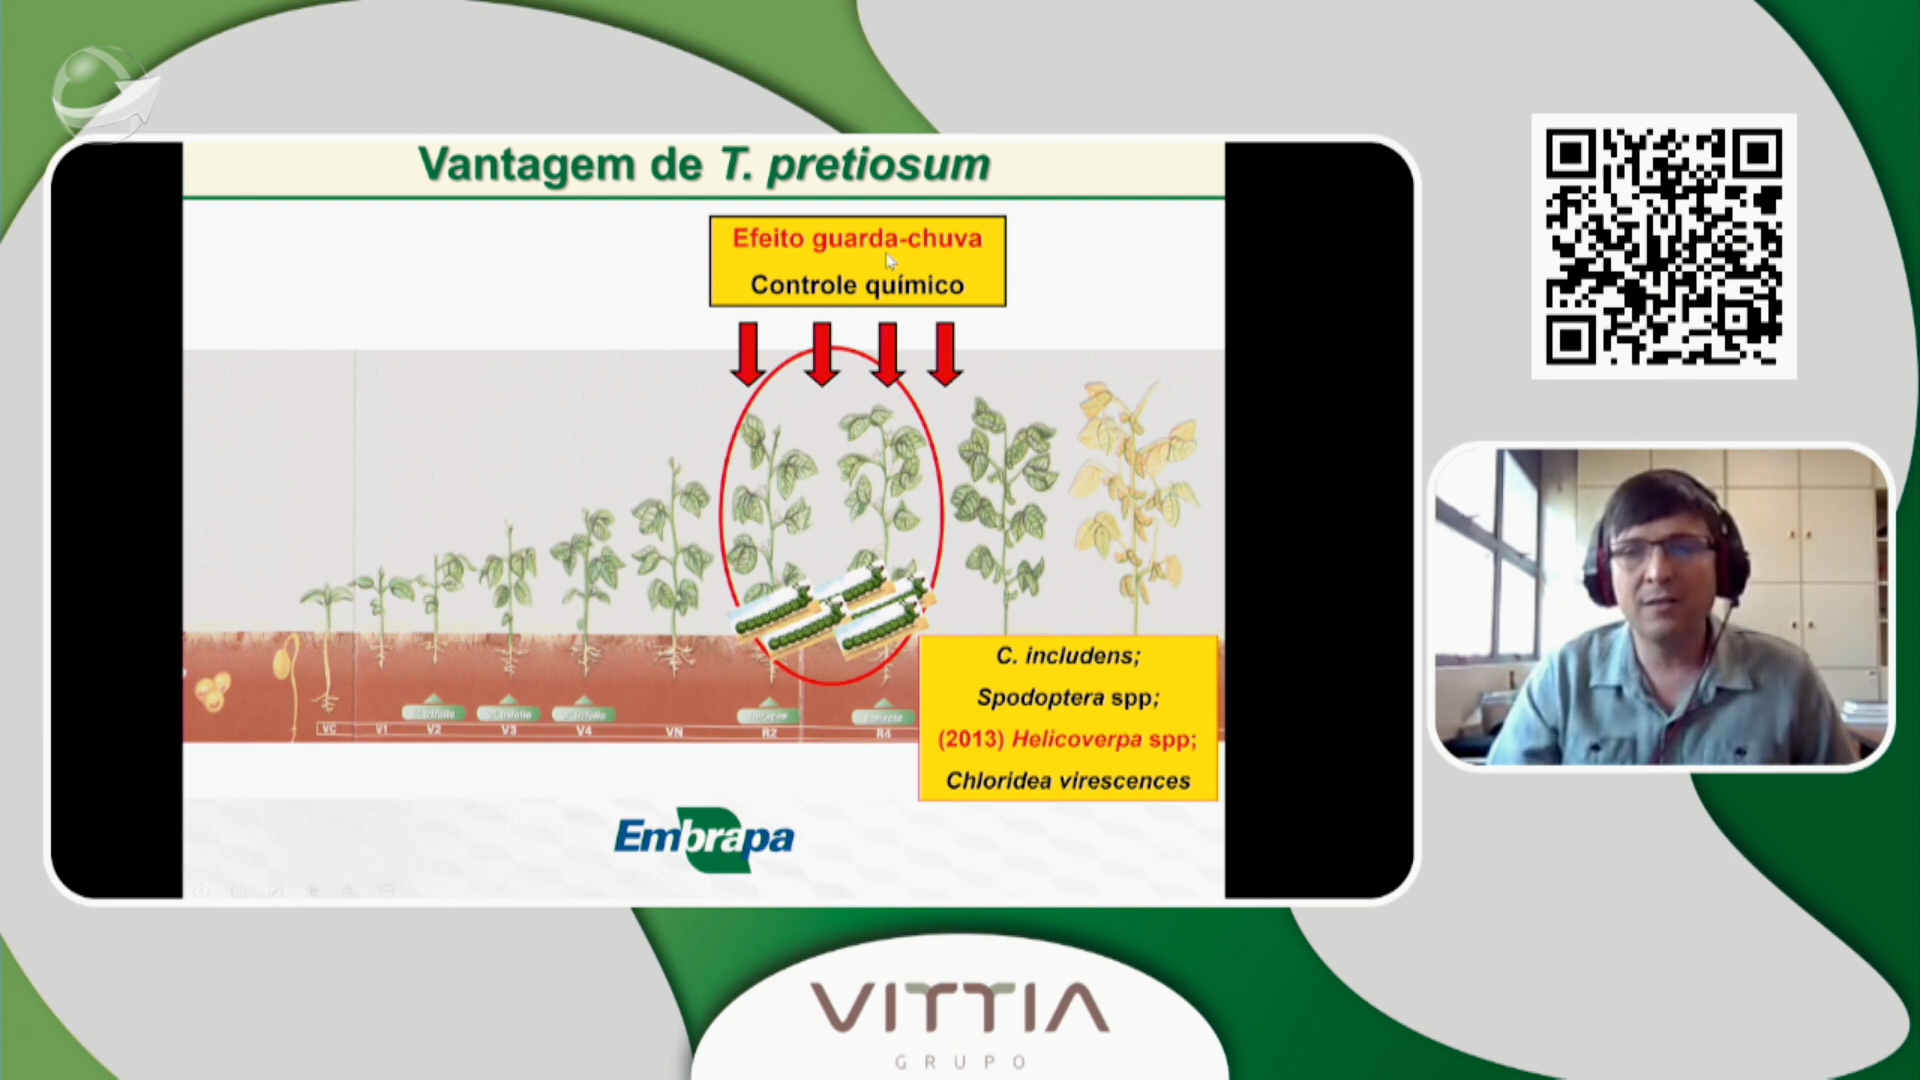 Vantagem de T. pretiosum
Efeito guarda-chuva
Controle químico
C. includens;
Spodoptera spp;
(2013) Helicoverpa spp;
Chloridea virescences
VC V1 V2 V3 V4 VN R2 R4
Embrapa
VITTIA
GRUPO